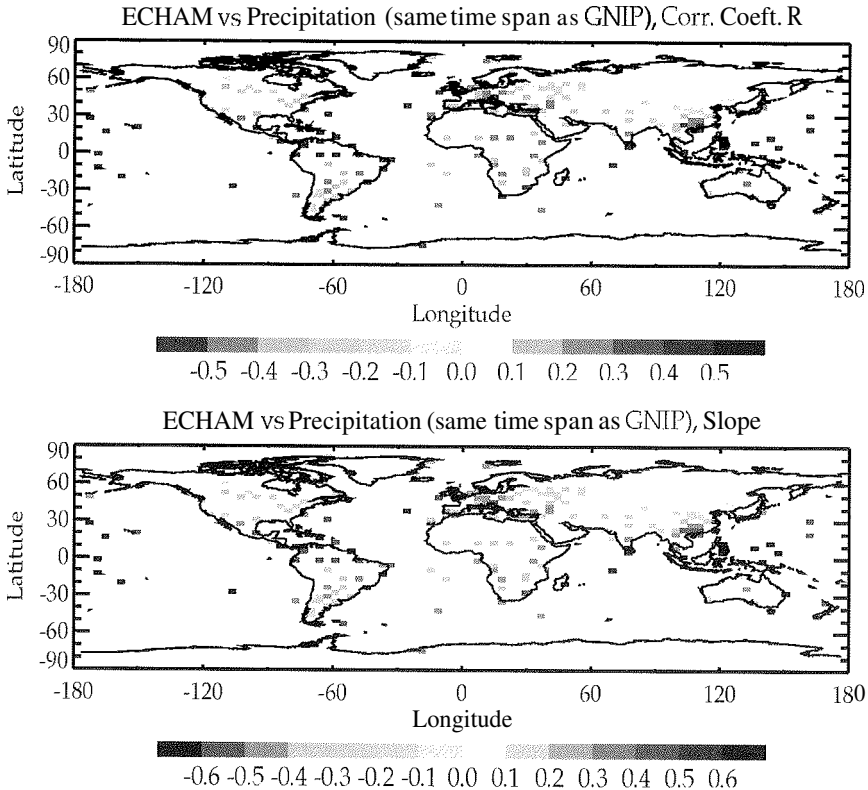 ECHAM vs Precipitation (same time span as GNIP), Corr. Coeft. R
90
60
30
0
-30
-60
-90
Latitude
-180 -120 -60 0 60 120 180
Longitude
-0.5 -0.4 -0.3 -0.2 -0.1 0.0 0.1 0.2 0.3 0.4 0.5
ECHAM vs Precipitation (same time span as GNIP), Slope
90
60
30
0
-30
-60
-90
Latitude
-180 -120 -60 0 60 120 180
Longitude
-0.6 -0.5 -0.4 -0.3 -0.2 -0.1 0.0 0.1 0.2 0.3 0.4 0.5 0.6